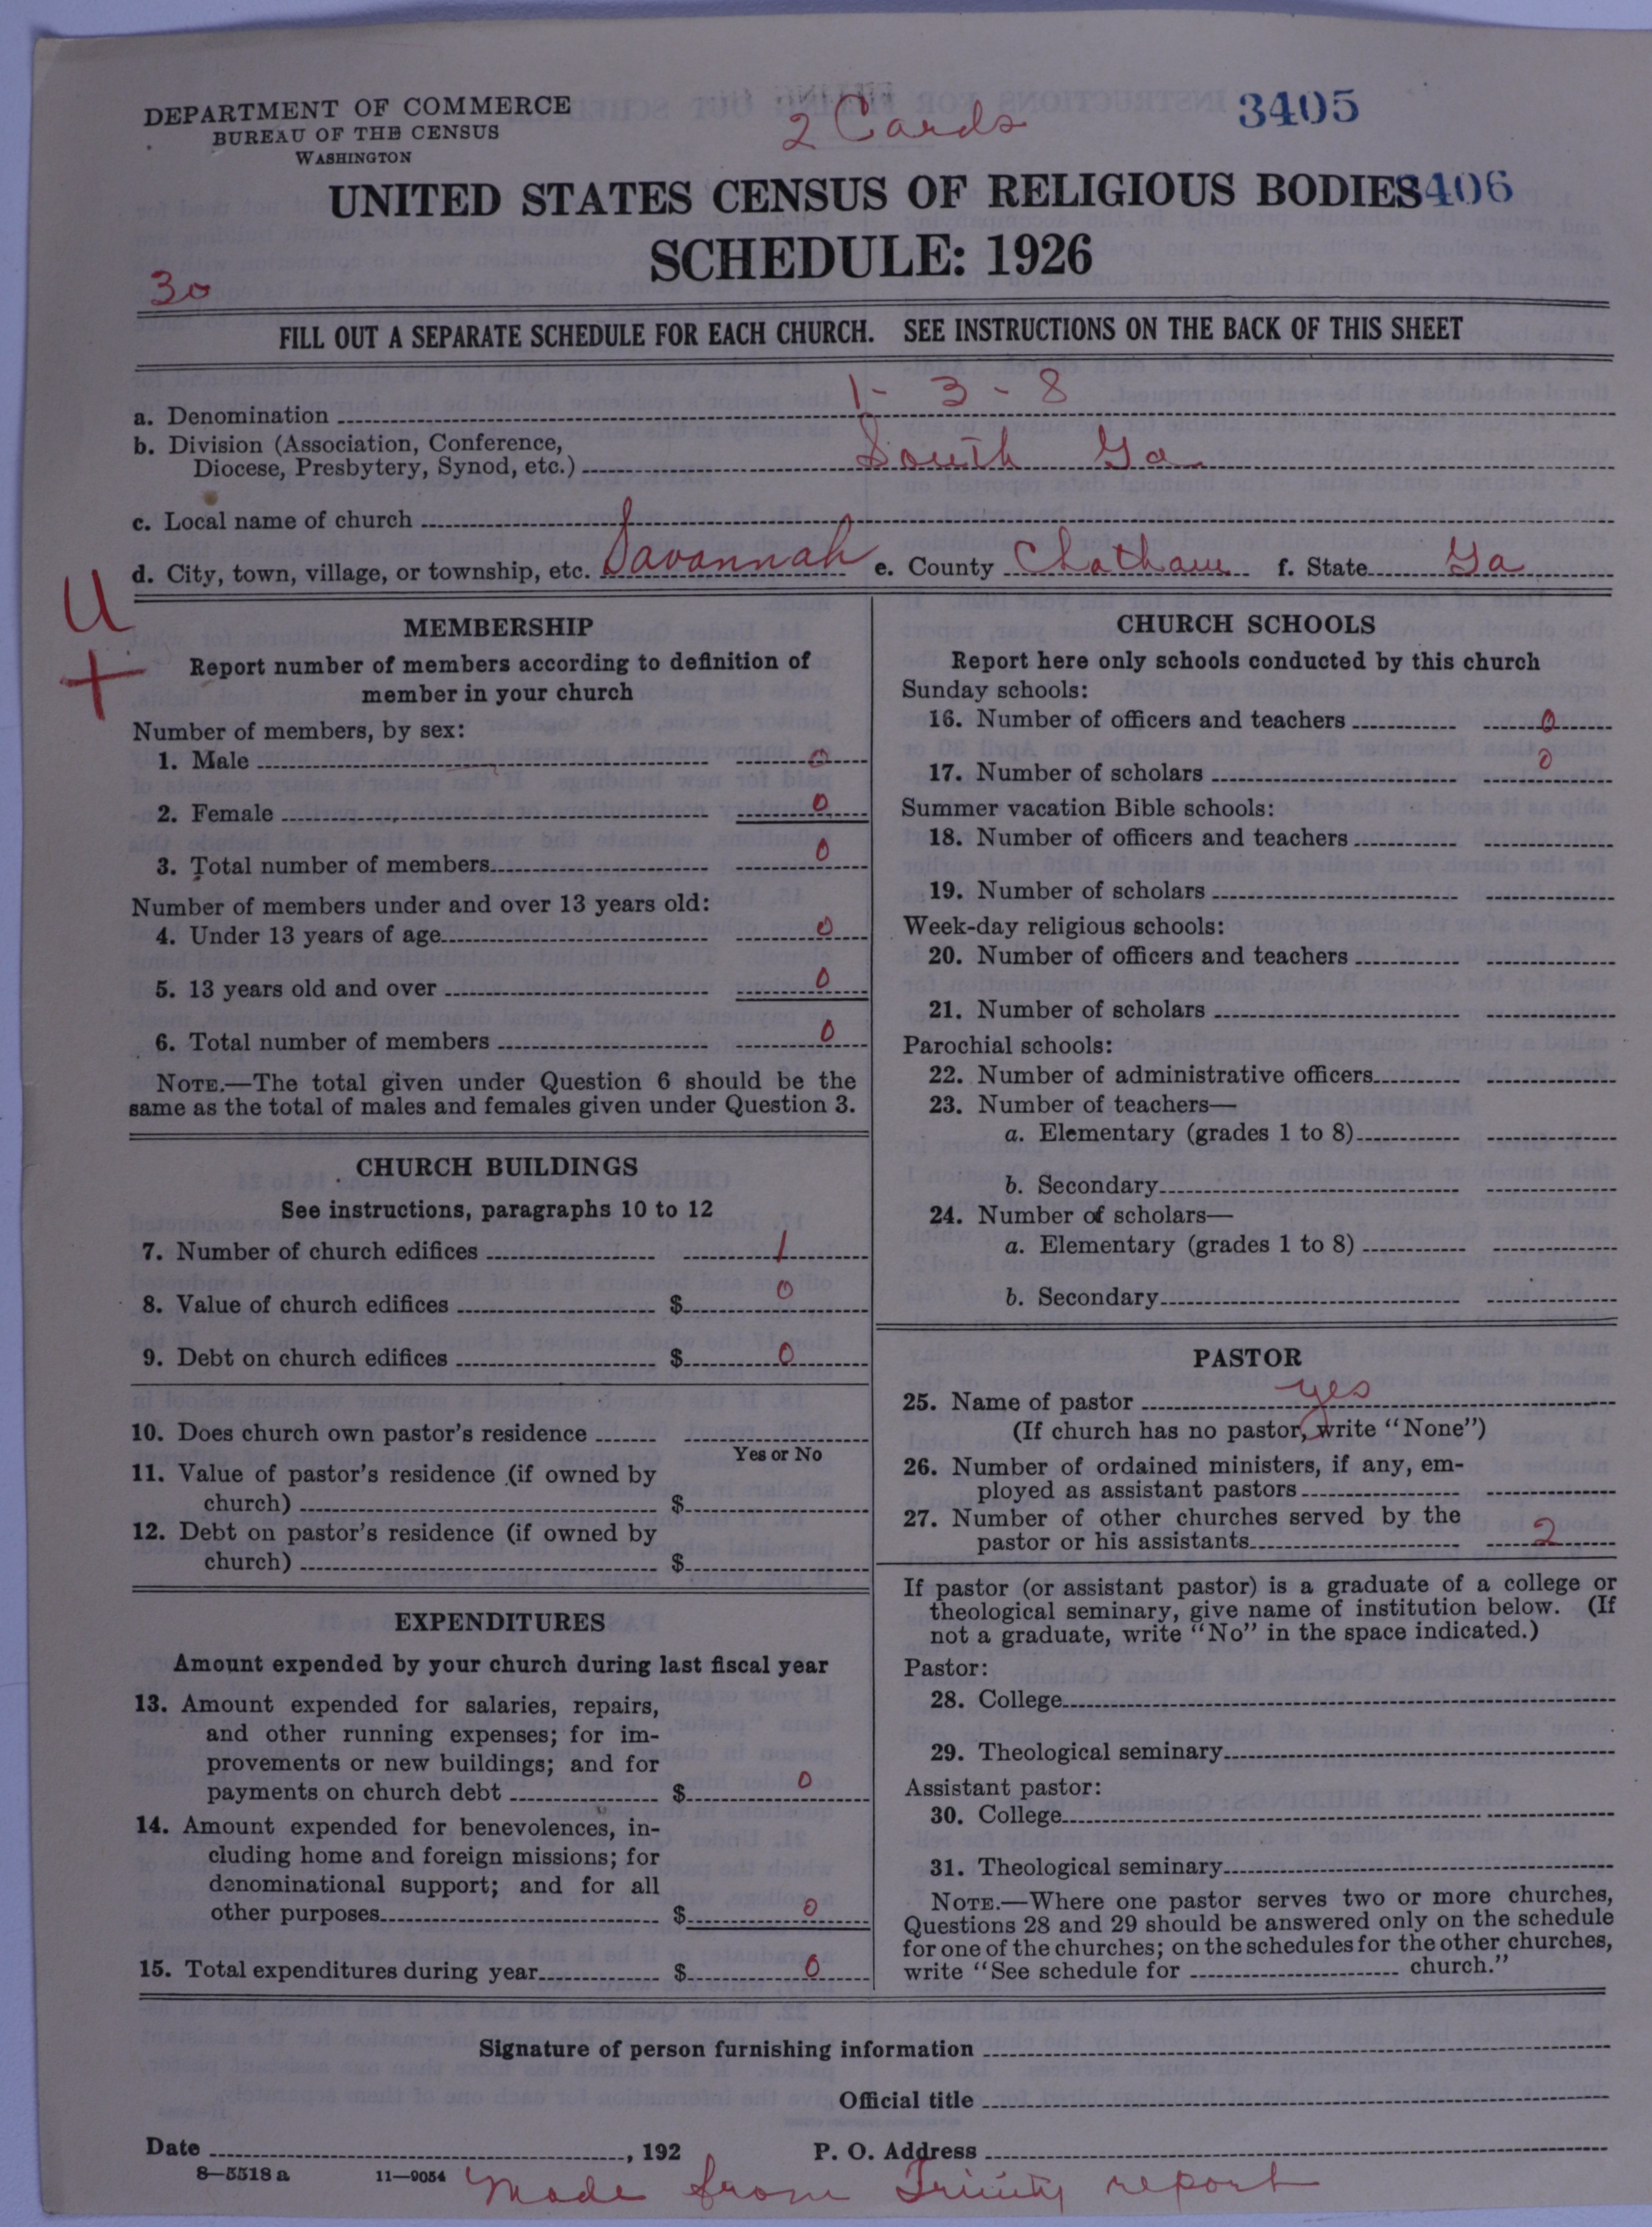 DEPARTMENT OF COMMERCE
BUREAU OF THE CENSUS
WASHINGTON
2 Cards
3405
UNITED STATES CENSUS OF RELIGIOUS BODIES
3406
SCHEDULE: 1926
30
FILL OUT A SEPARATE SCHEDULE FOR EACH CHURCH. SEE INSTRUCTIONS ON THE BACK OF THIS SHEET
a. Denomination 1 - 3 - 8
b. Division (Association, Conference,
Diocese, Presbytery, Synod, etc.) South Ga
c. Local name of church
d. City, town, village, or township, etc. Savannah e. County Chatham f. State Ga
U
+
MEMBERSHIP
Report number of members according to definition of
member in your church
Number of members, by sex:
1. Male 0
2. Female 0
3. Total number of members 0
Number of members under and over 13 years old:
4. Under 13 years of age 0
5. 13 years old and over 0
6. Total number of members 0
NOTE.—The total given under Question 6 should be the
same as the total of males and females given under Question 3.
CHURCH BUILDINGS
See instructions, paragraphs 10 to 12
7. Number of church edifices 1
8. Value of church edifices $ 0
9. Debt on church edifices $ 0
10. Does church own pastor's residence
Yes or No
11. Value of pastor's residence (if owned by
church) $
12. Debt on pastor's residence (if owned by
church) $
EXPENDITURES
Amount expended by your church during last fiscal year
13. Amount expended for salaries, repairs,
and other running expenses; for im-
provements or new buildings; and for
payments on church debt $ 0
14. Amount expended for benevolences, in-
cluding home and foreign missions; for
denominational support; and for all
other purposes $ 0
15. Total expenditures during year $ 0
CHURCH SCHOOLS
Report here only schools conducted by this church
Sunday schools:
16. Number of officers and teachers 0
17. Number of scholars 0
Summer vacation Bible schools:
18. Number of officers and teachers
19. Number of scholars
Week-day religious schools:
20. Number of officers and teachers
21. Number of scholars
Parochial schools:
22. Number of administrative officers
23. Number of teachers—
a. Elementary (grades 1 to 8)
b. Secondary
24. Number of scholars—
a. Elementary (grades 1 to 8)
b. Secondary
PASTOR
25. Name of pastor yes
(If church has no pastor, write "None")
26. Number of ordained ministers, if any, em-
ployed as assistant pastors
27. Number of other churches served by the
pastor or his assistants 2
If pastor (or assistant pastor) is a graduate of a college or
theological seminary, give name of institution below. (If
not a graduate, write "No" in the space indicated.)
Pastor:
28. College
29. Theological seminary
Assistant pastor:
30. College
31. Theological seminary
NOTE.—Where one pastor serves two or more churches,
Questions 28 and 29 should be answered only on the schedule
for one of the churches; on the schedules for the other churches,
write "See schedule for church."
Signature of person furnishing information
Official title
Date , 192 P. O. Address
8—5518 a 11—9054
Made from Trinity report